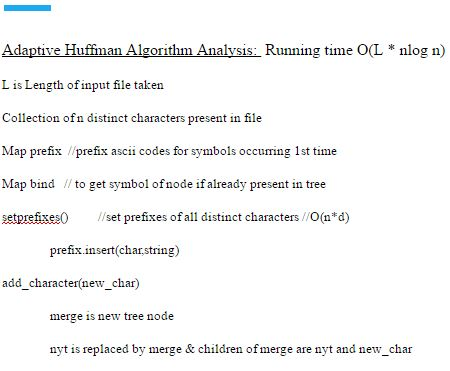 Adaptive Huffman Algorithm Analysis:  Running time O(L * nlog n)
L is Length of input file taken
Collection of n distinct characters present in file
Map prefix  //prefix ascii codes for symbols occurring 1st time
Map bind   // to get symbol of node if already present in tree
setprefixes()        //set prefixes of all distinct characters //O(n*d)
prefix.insert(char,string)
add_character(new_char)
merge is new tree node
nyt is replaced by merge & children of merge are nyt and new_char